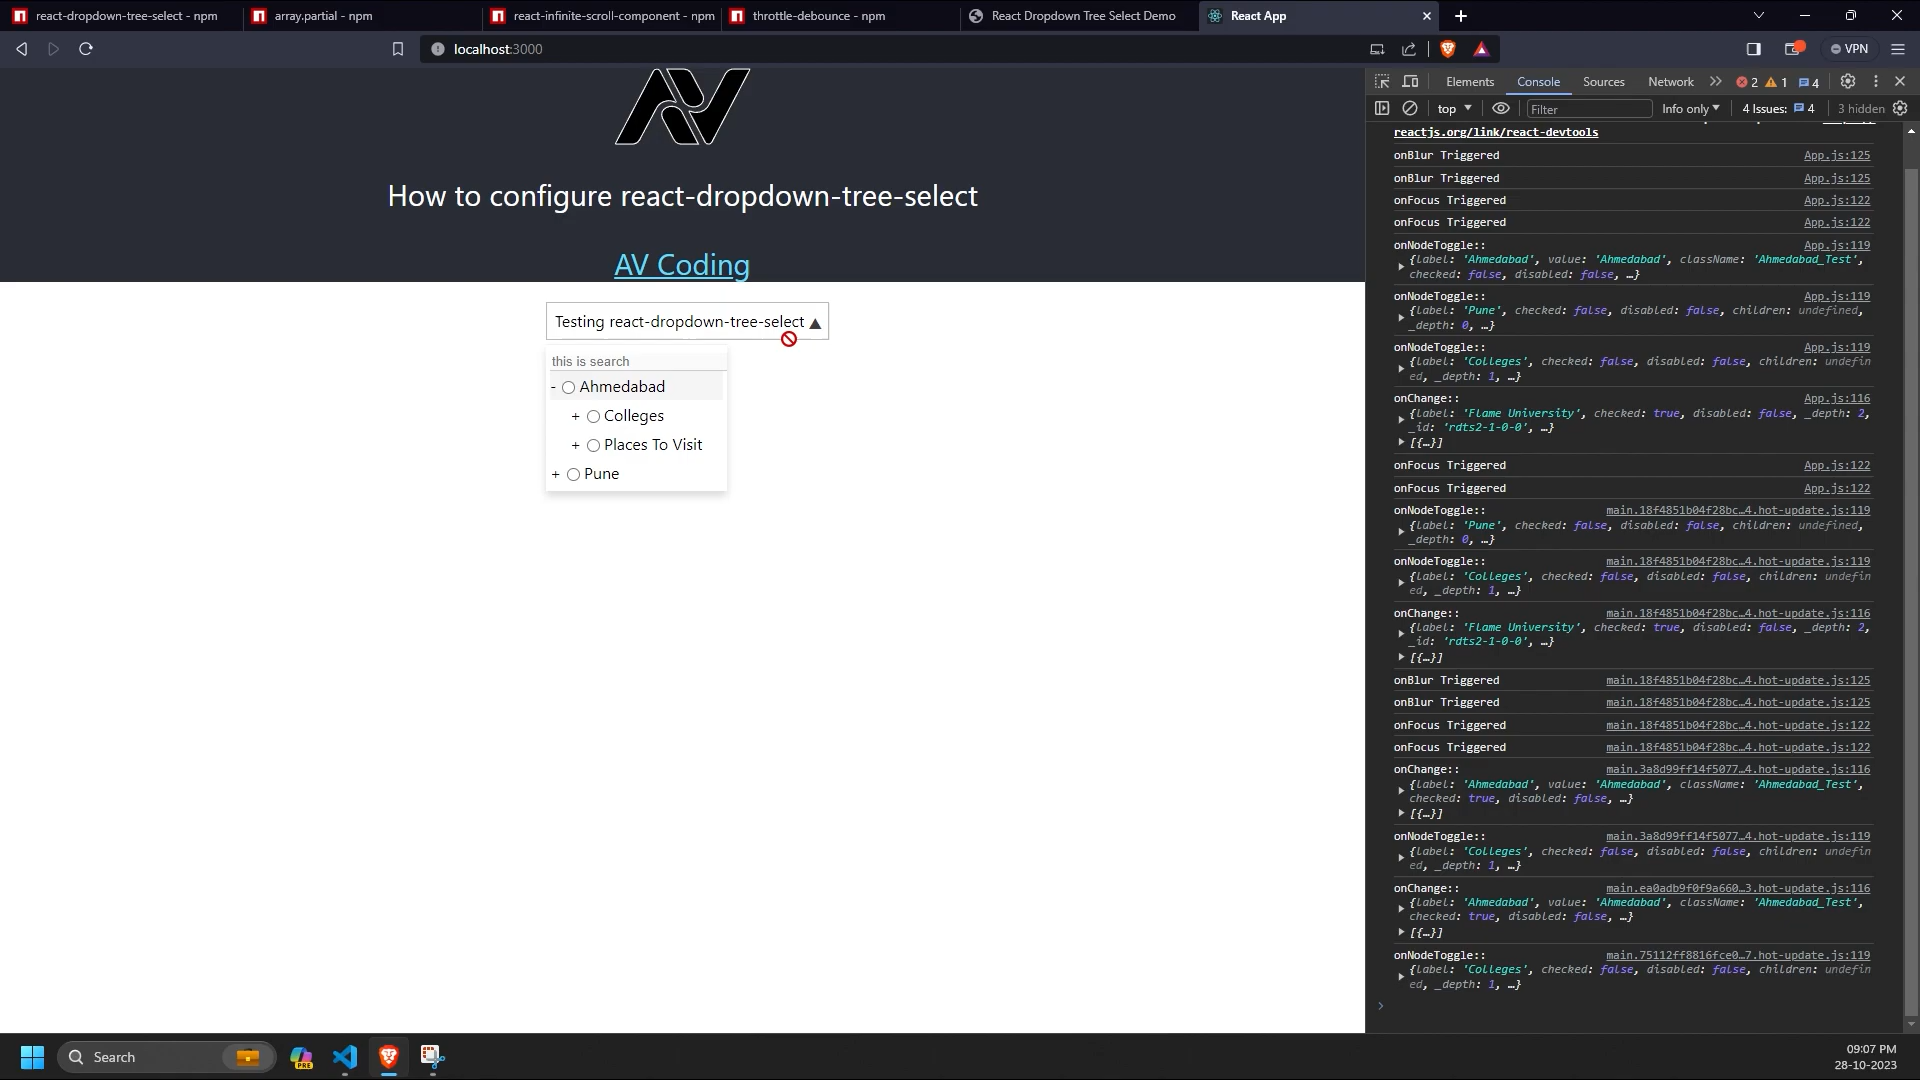 react-dropdown-tree-select - npm
array.partial - npm
react-infinite-scroll-component - npm
throttle-debounce - npm
React Dropdown Tree Select Demo
React App
localhost:3000
VPN
AV
How to configure react-dropdown-tree-select
AV Coding
Testing react-dropdown-tree-select ▲
this is search
- Ahmedabad
+ Colleges
+ Places To Visit
+ Pune
Elements Console Sources Network 2 1 4
top Filter Info only 4 Issues: 4 3 hidden
reactjs.org/link/react-devtools
onBlur Triggered App.js:125
onBlur Triggered App.js:125
onFocus Triggered App.js:122
onFocus Triggered App.js:122
onNodeToggle:: App.js:119
{label: 'Ahmedabad', value: 'Ahmedabad', className: 'Ahmedabad_Test',
checked: false, disabled: false, …}
onNodeToggle:: App.js:119
{label: 'Pune', checked: false, disabled: false, children: undefined,
_depth: 0, …}
onNodeToggle:: App.js:119
{label: 'Colleges', checked: false, disabled: false, children: undefin
ed, _depth: 1, …}
onChange:: App.js:116
{label: 'Flame University', checked: true, disabled: false, _depth: 2,
_id: 'rdts2-1-0-0', …}
[{…}]
onFocus Triggered App.js:122
onFocus Triggered App.js:122
onNodeToggle:: main.18f4851b04f28bc…4.hot-update.js:119
{label: 'Pune', checked: false, disabled: false, children: undefined,
_depth: 0, …}
onNodeToggle:: main.18f4851b04f28bc…4.hot-update.js:119
{label: 'Colleges', checked: false, disabled: false, children: undefin
ed, _depth: 1, …}
onChange:: main.18f4851b04f28bc…4.hot-update.js:116
{label: 'Flame University', checked: true, disabled: false, _depth: 2,
_id: 'rdts2-1-0-0', …}
[{…}]
onBlur Triggered main.18f4851b04f28bc…4.hot-update.js:125
onBlur Triggered main.18f4851b04f28bc…4.hot-update.js:125
onFocus Triggered main.18f4851b04f28bc…4.hot-update.js:122
onFocus Triggered main.18f4851b04f28bc…4.hot-update.js:122
onChange:: main.3a8d99ff14f5077…4.hot-update.js:116
{label: 'Ahmedabad', value: 'Ahmedabad', className: 'Ahmedabad_Test',
checked: true, disabled: false, …}
[{…}]
onNodeToggle:: main.3a8d99ff14f5077…4.hot-update.js:119
{label: 'Colleges', checked: false, disabled: false, children: undefin
ed, _depth: 1, …}
onChange:: main.ea0adb9f0f9a660…3.hot-update.js:116
{label: 'Ahmedabad', value: 'Ahmedabad', className: 'Ahmedabad_Test',
checked: true, disabled: false, …}
[{…}]
onNodeToggle:: main.75112ff8816fce0…7.hot-update.js:119
{label: 'Colleges', checked: false, disabled: false, children: undefin
ed, _depth: 1, …}
Search
PRE
09:07 PM
28-10-2023